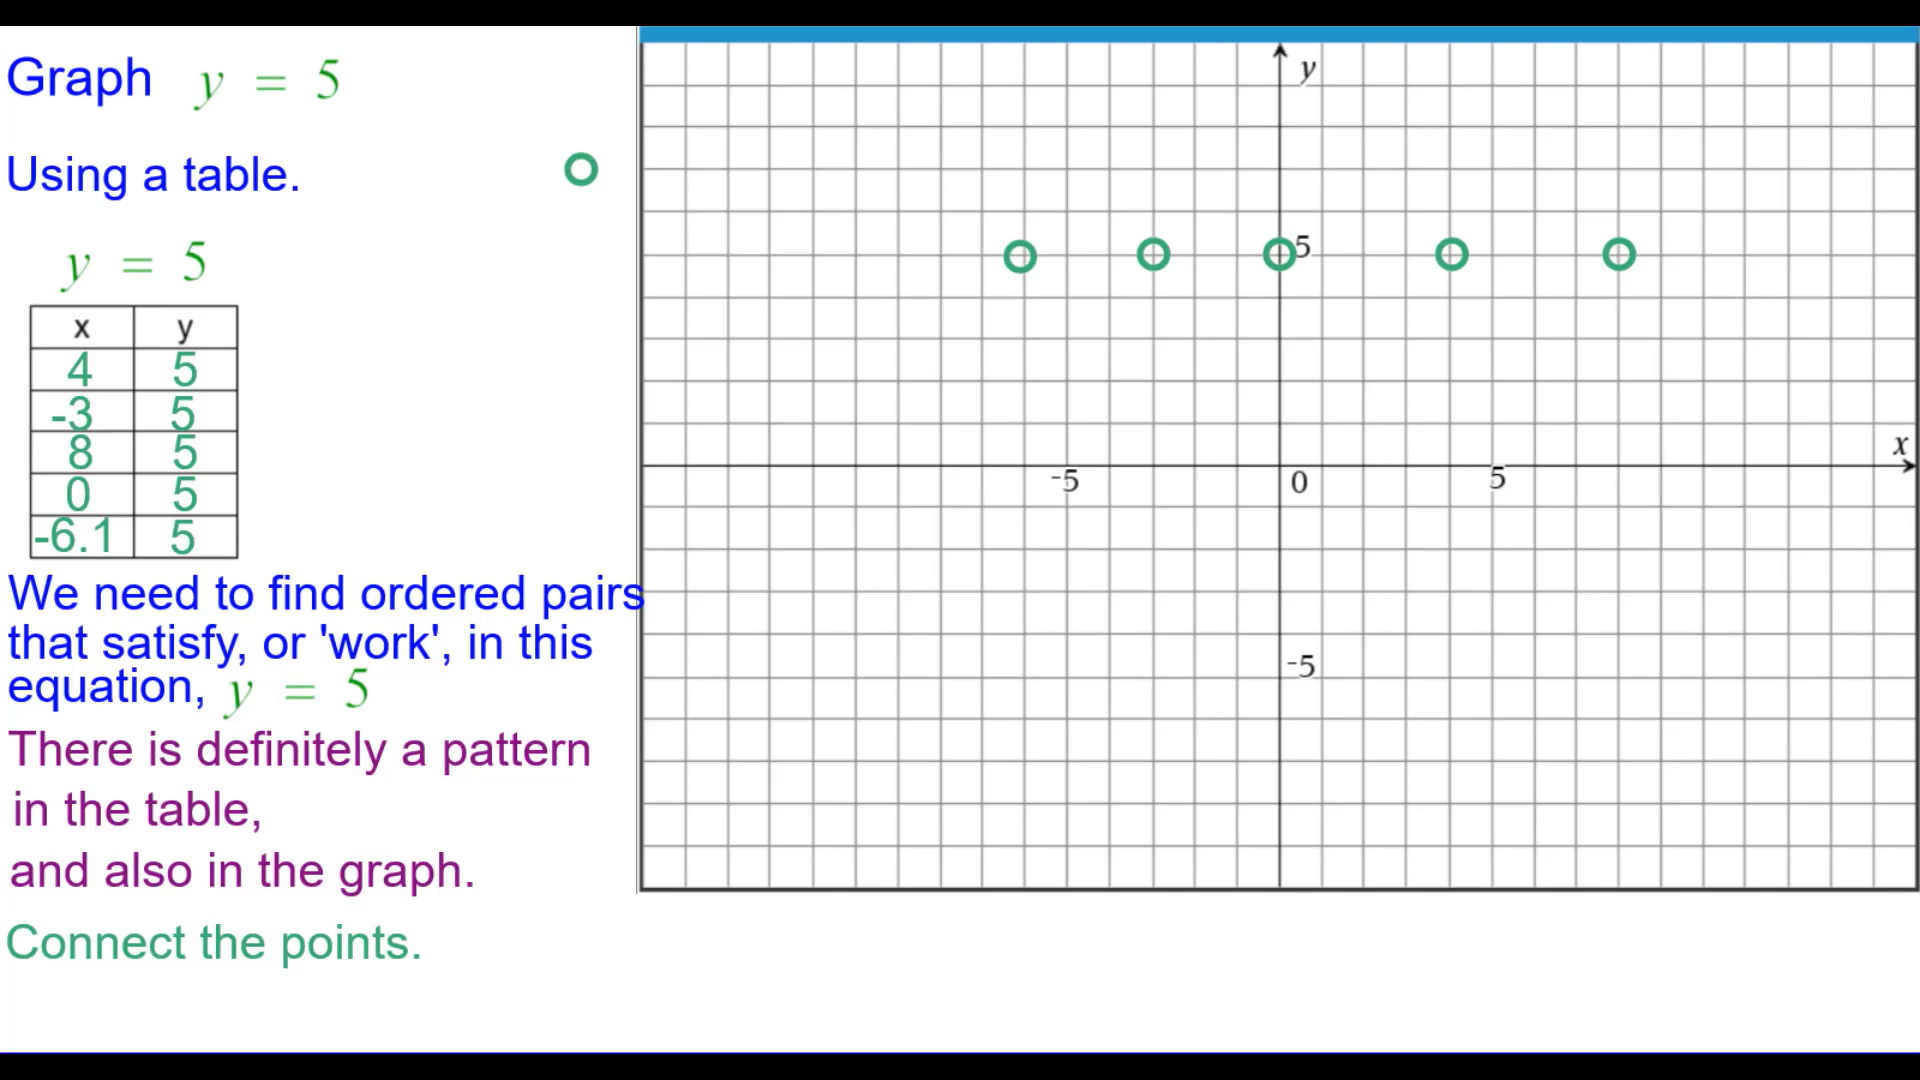 Graph y = 5
Using a table.
y = 5
x y
4 5
-3 5
8 5
0 5
-6.1 5
We need to find ordered pairs
that satisfy, or 'work', in this
equation, y = 5
There is definitely a pattern
in the table,
and also in the graph.
Connect the points.
y
5
x
-5 0 5
-5